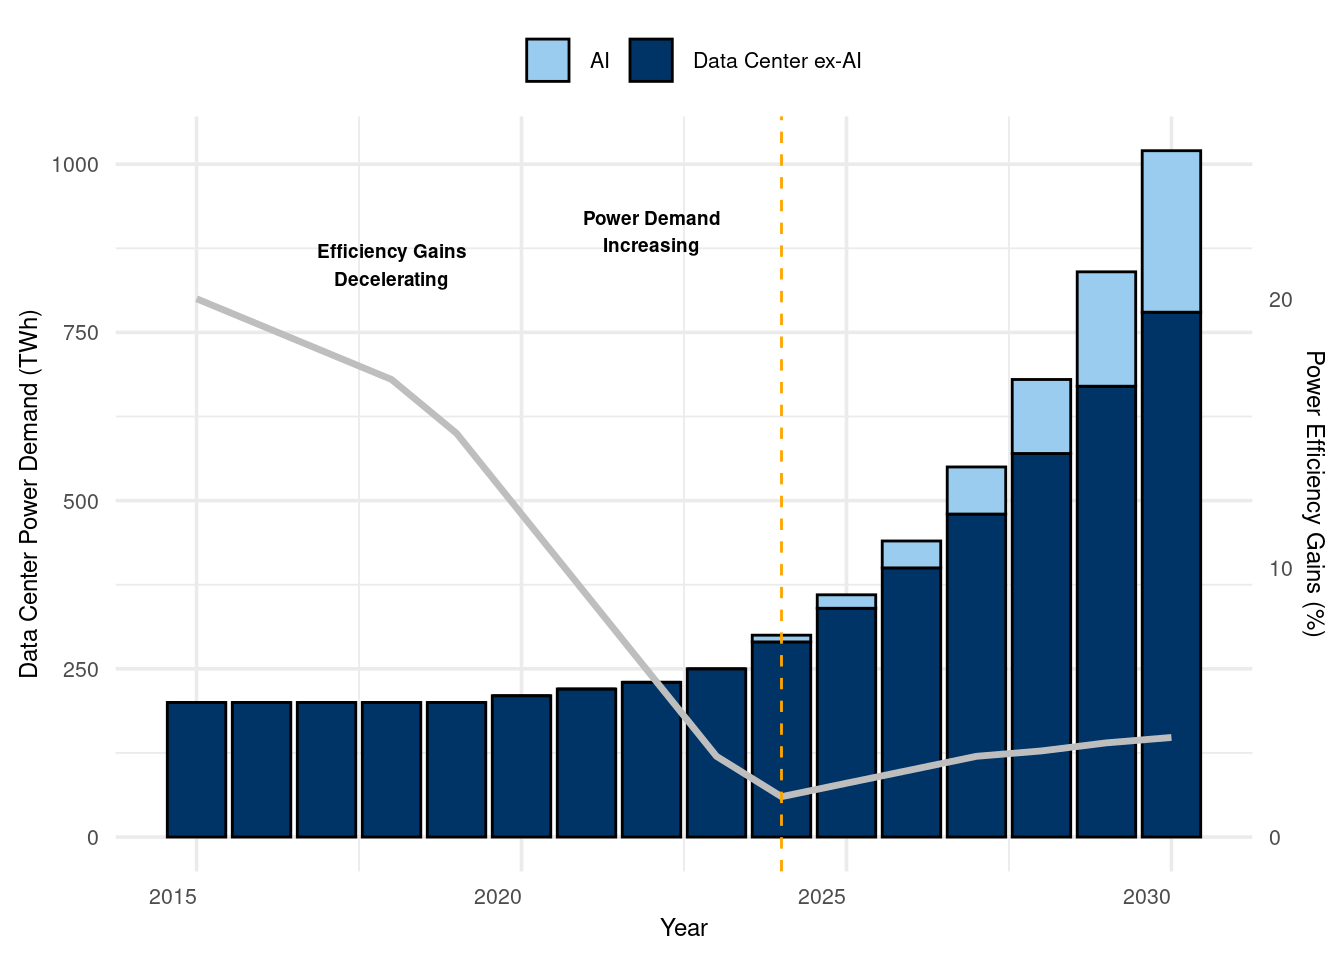 AI
Data Center ex-AI
Power Demand
Increasing
Efficiency Gains
Decelerating
Data Center Power Demand (TWh)
1000
750
500
250
0
Power Efficiency Gains (%)
20
10
0
2015
2020
2025
2030
Year